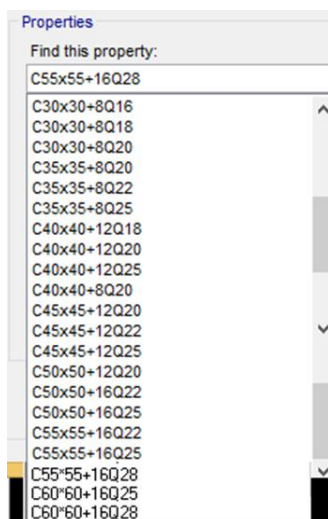 Properties
Find this property:
C55x55+16Q28
C30x30+8Q16
C30x30+8Q18
C30x30+8Q20
C35x35+8Q20
C35x35+8Q22
C35x35+8Q25
C40x40+12Q18
C40x40+12Q20
C40x40+12Q25
C40x40+8Q20
C45x45+12Q20
C45x45+12Q22
C45x45+12Q25
C50x50+12Q20
C50x50+16Q22
C50x50+16Q25
C55x55+16Q22
C55x55+16Q25
C55*55+16Q28
C60*60+16Q25
C60*60+16Q28